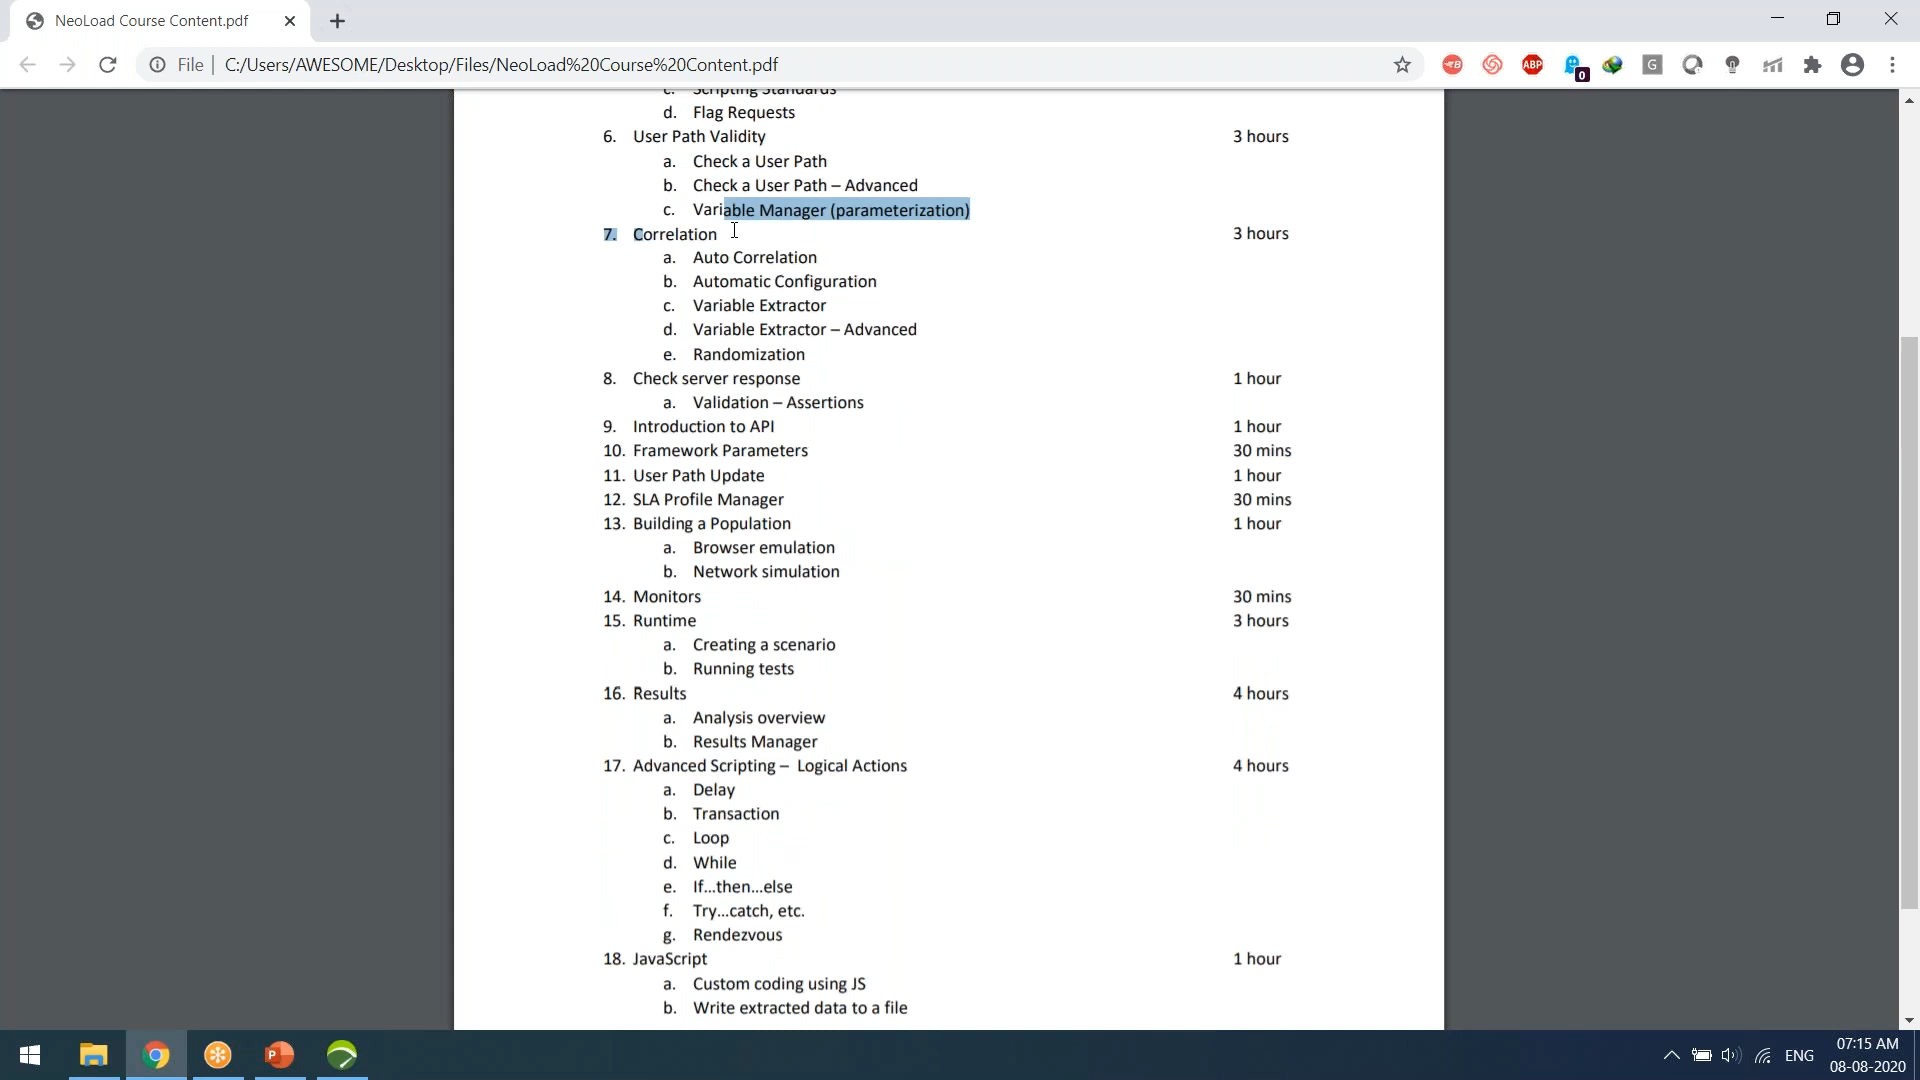 NeoLoad Course Content.pdf
File | C:/Users/AWESOME/Desktop/Files/NeoLoad%20Course%20Content.pdf
ABP
0
G
c. Scripting Standards
d. Flag Requests
6. User Path Validity 3 hours
a. Check a User Path
b. Check a User Path – Advanced
c. Variable Manager (parameterization)
7. Correlation 3 hours
a. Auto Correlation
b. Automatic Configuration
c. Variable Extractor
d. Variable Extractor – Advanced
e. Randomization
8. Check server response 1 hour
a. Validation – Assertions
9. Introduction to API 1 hour
10. Framework Parameters 30 mins
11. User Path Update 1 hour
12. SLA Profile Manager 30 mins
13. Building a Population 1 hour
a. Browser emulation
b. Network simulation
14. Monitors 30 mins
15. Runtime 3 hours
a. Creating a scenario
b. Running tests
16. Results 4 hours
a. Analysis overview
b. Results Manager
17. Advanced Scripting – Logical Actions 4 hours
a. Delay
b. Transaction
c. Loop
d. While
e. If...then...else
f. Try...catch, etc.
g. Rendezvous
18. JavaScript 1 hour
a. Custom coding using JS
b. Write extracted data to a file
ENG
07:15 AM
08-08-2020